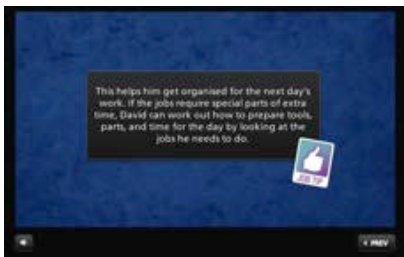 This helps him get organised for the next day's
work. If the jobs require special parts of extra
time, David can work out how to prepare tools,
parts, and time for the day by looking at the
jobs he needs to do.
JOB TIP
< PREV